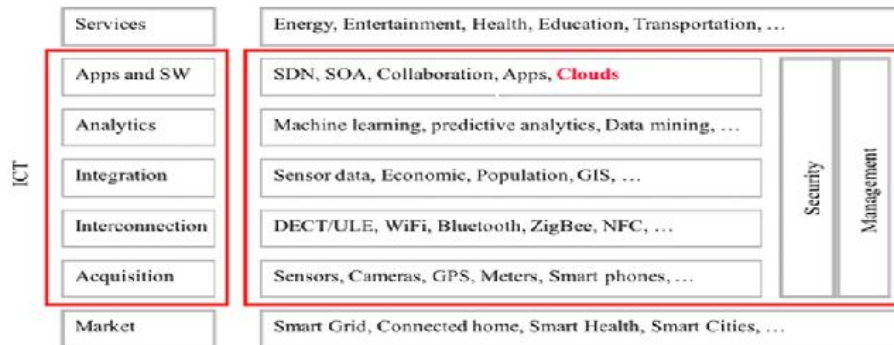 Services
Energy, Entertainment, Health, Education, Transportation, …
Apps and SW
SDN, SOA, Collaboration, Apps, Clouds
Analytics
Machine learning, predictive analytics, Data mining, …
Integration
Sensor data, Economic, Population, GIS, …
Interconnection
DECT/ULE, WiFi, Bluetooth, ZigBee, NFC, …
Acquisition
Sensors, Cameras, GPS, Meters, Smart phones, …
Market
Smart Grid, Connected home, Smart Health, Smart Cities, …
ICT
Security
Management